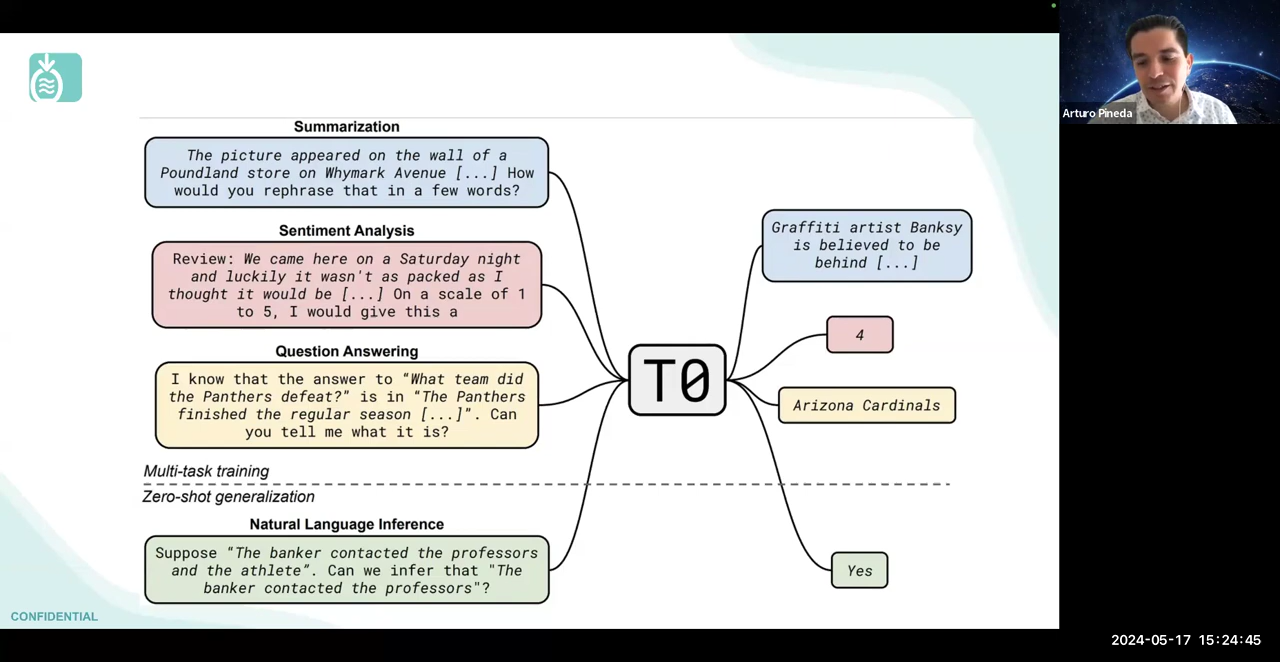 Arturo Pineda
Summarization
The picture appeared on the wall of a
Poundland store on Whymark Avenue [...] How
would you rephrase that in a few words?
Sentiment Analysis
Review: We came here on a Saturday night
and luckily it wasn't as packed as I
thought it would be [...] On a scale of 1
to 5, I would give this a
Question Answering
I know that the answer to “What team did
the Panthers defeat?” is in “The Panthers
finished the regular season [...]”. Can
you tell me what it is?
Multi-task training
Zero-shot generalization
Natural Language Inference
Suppose “The banker contacted the professors
and the athlete”. Can we infer that "The
banker contacted the professors"?
T0
Graffiti artist Banksy
is believed to be
behind [...]
4
Arizona Cardinals
Yes
CONFIDENTIAL
2024-05-17 15:24:45